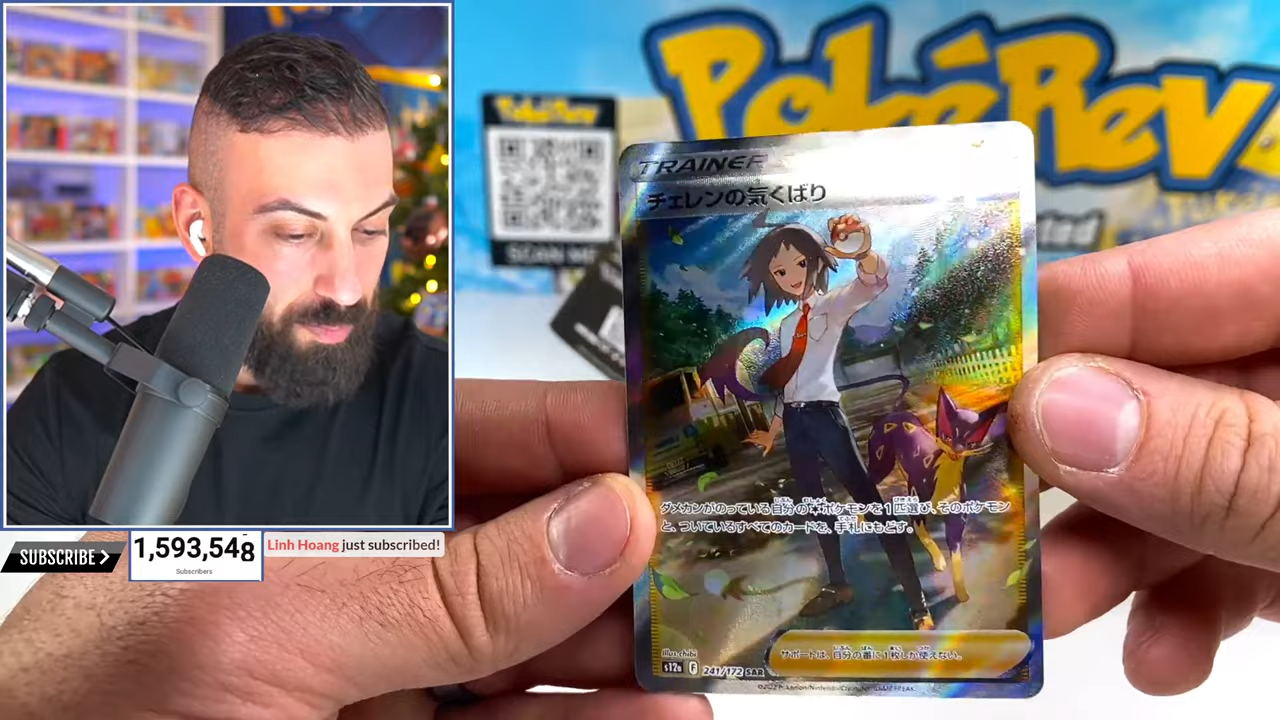 PokéRev
PokéRev
SCAN ME
TRAINER
チェレンの気くばり
ダメカンがのっている自分の ポケモンを1匹選び、そのポケモン
と、ついているすべてのカードを、手札にもどす。
サポートは、自分の番に1枚しか使えない。
illus. chibi
s12a F 241/172 SAR
SUBSCRIBE
1,593,548
Subscribers
Linh Hoang just subscribed!